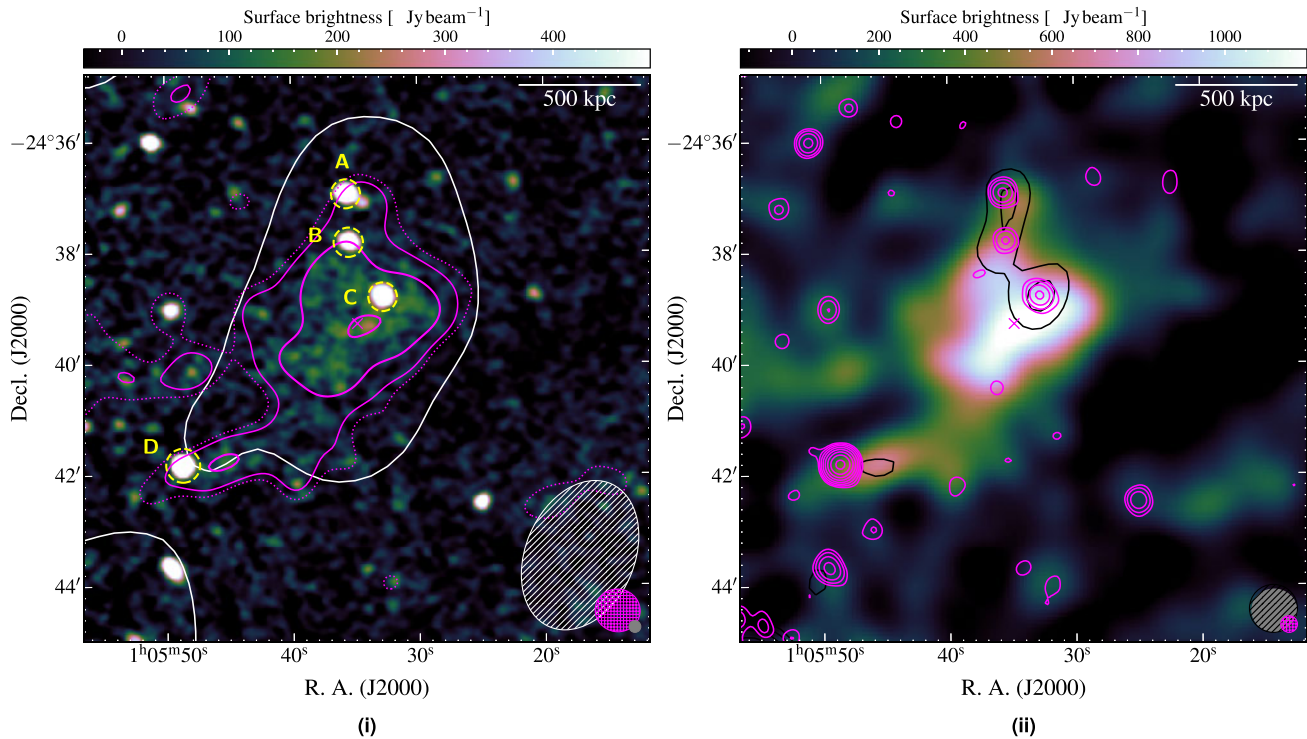 Surface brightness [ Jy beam−1]
0 100 200 300 400
500 kpc
−24°36′
38′
40′
42′
44′
Decl. (J2000)
A
B
C
D
1h05m50s 40s 30s 20s
R. A. (J2000)
(i)
Surface brightness [ Jy beam−1]
0 200 400 600 800 1000
500 kpc
−24°36′
38′
40′
42′
44′
Decl. (J2000)
1h05m50s 40s 30s 20s
R. A. (J2000)
(ii)